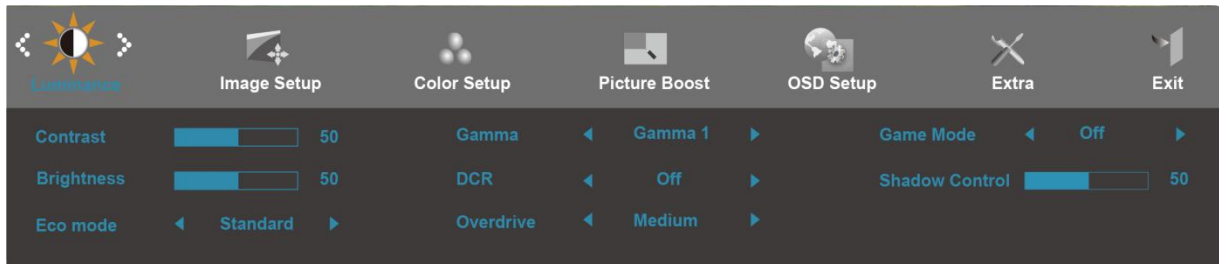 Luminance Image Setup Color Setup Picture Boost OSD Setup Extra Exit
Contrast 50 Gamma Gamma 1 Game Mode Off
Brightness 50 DCR Off Shadow Control 50
Eco mode Standard Overdrive Medium